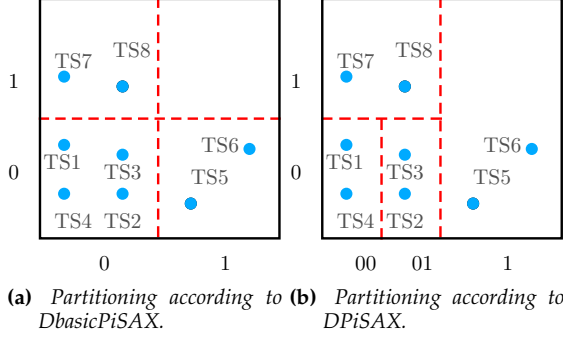 TS7 TS8
1
TS1 TS3 TS6
0
TS4 TS2 TS5
0 1
(a) Partitioning according to
DbasicPiSAX.
TS7 TS8
1
TS1 TS3 TS6
0
TS4 TS2 TS5
00 01 1
(b) Partitioning according to
DPiSAX.